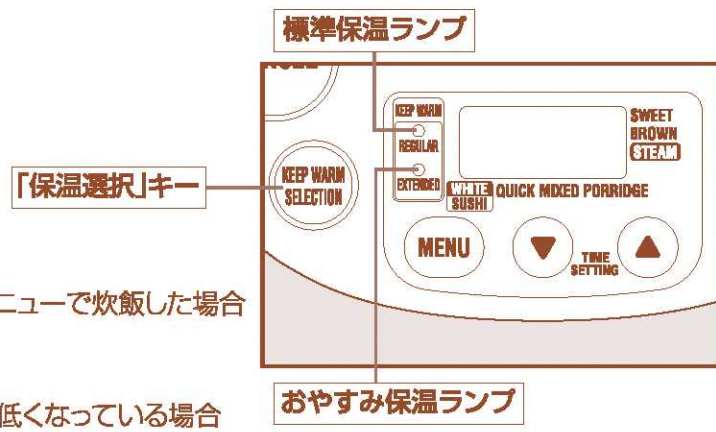 標準保温ランプ
KEEP WARM
REGULAR
EXTENDED
SWEET
BROWN
STEAM
WHITE QUICK MIXED PORRIDGE
SUSHI
「保温選択」キー
KEEP WARM
SELECTION
MENU
▼
TIME
SETTING
▲
ニューで炊飯した場合
おやすみ保温ランプ
低くなっている場合